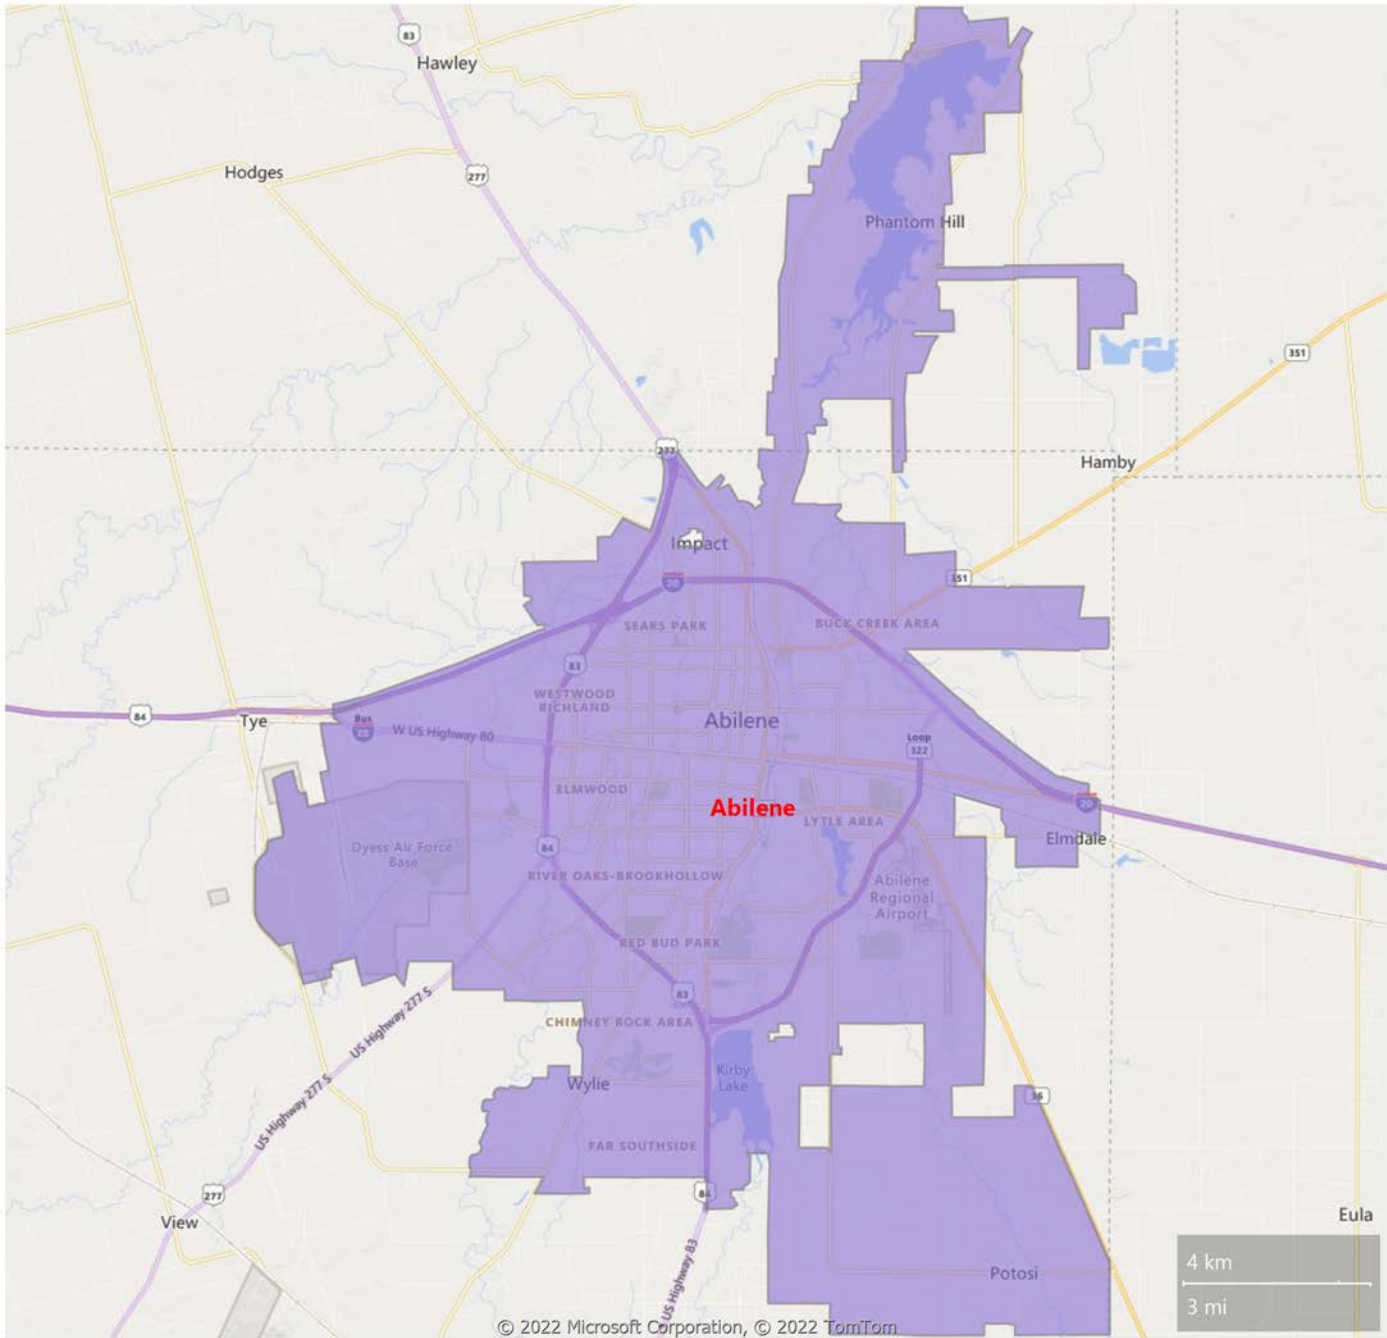 83
Hawley
Hodges
277
Phantom Hill
351
277
Hamby
Impact
351
20
SEARS PARK
BUCK CREEK AREA
83
WESTWOOD
RICHLAND
84
Tye
Bus
20
W US Highway 80
Abilene
Loop
322
ELMWOOD
Abilene
LYTLE AREA
20
Elmdale
Dyess Air Force
Base
84
RIVER OAKS-BROOKHOLLOW
Abilene
Regional
Airport
RED BUD PARK
83
US Highway 277 S
CHIMNEY ROCK AREA
Kirby
Lake
Wylie
36
US Highway 277 S
FAR SOUTHSIDE
277
84
View
Eula
US Highway 83
Potosi
4 km
3 mi
© 2022 Microsoft Corporation, © 2022 TomTom